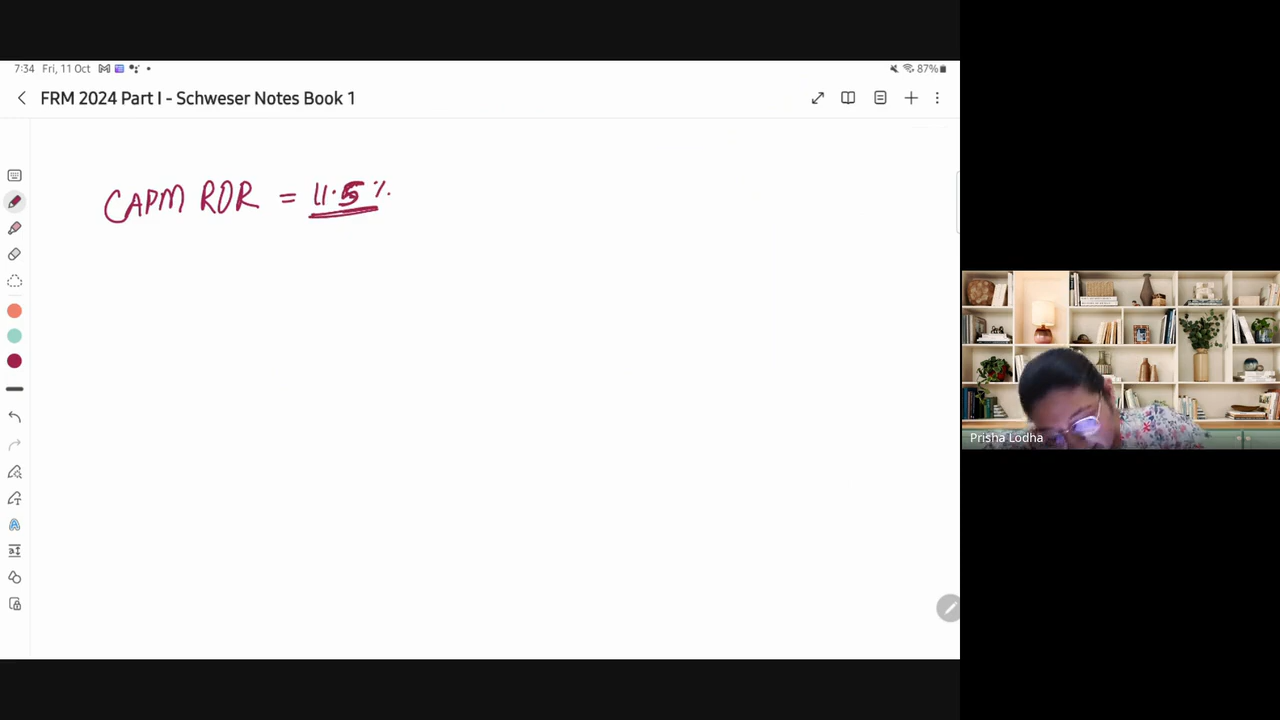 7:34 Fri, 11 Oct
87%
FRM 2024 Part I - Schweser Notes Book 1
CAPM ROR = 11.5%
Prisha Lodha